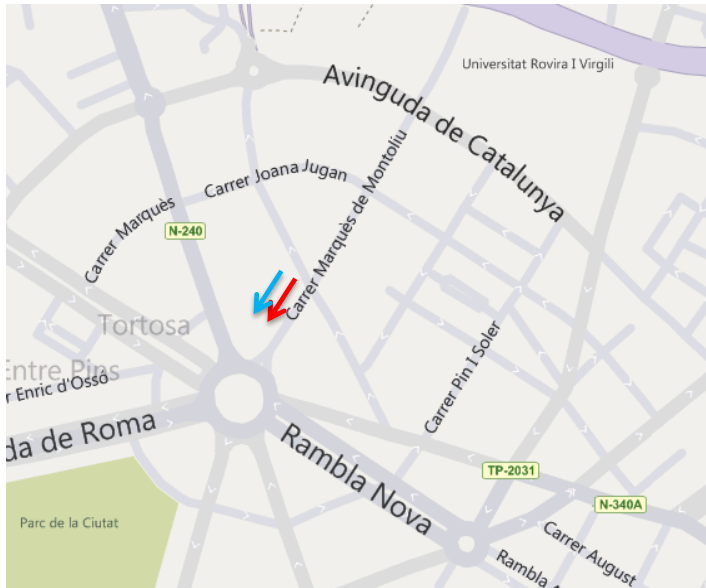 Universitat Rovira I Virgili
Avinguda de Catalunya
Carrer Joana Jugan
Carrer Marquès de Montoliu
Carrer Marquès
N-240
Tortosa
Entre Pins
r Enric d'Ossó
da de Roma
Carrer Pin I Soler
Rambla Nova
TP-2031
N-340A
Parc de la Ciutat
Carrer August
Rambla